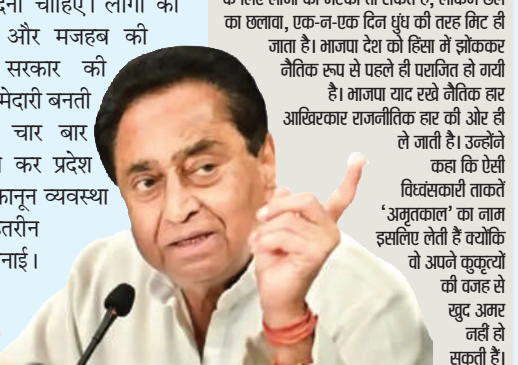 देना चाहिए। लोगों को
और मजहब की
सरकार की
मेदारी बनती
चार बार
कर प्रदेश
कानून व्यवस्था
तरीन
नाई।
का छलावा, एक-न-एक दिन धुंध की तरह मिट ही
जाता है। भाजपा देश को हिंसा में झोंककर
नैतिक रूप से पहले ही पराजित हो गयी
है। भाजपा याद रखे नैतिक हार
आखिरकार राजनीतिक हार की ओर ही
ले जाती है। उन्होंने
कहा कि ऐसी
विध्वंसकारी ताकतें
‘अमृतकाल’ का नाम
इसलिए लेती हैं क्योंकि
वो अपने कुकृत्यों
की वजह से
खुद अमर
नहीं हो
सकती हैं।